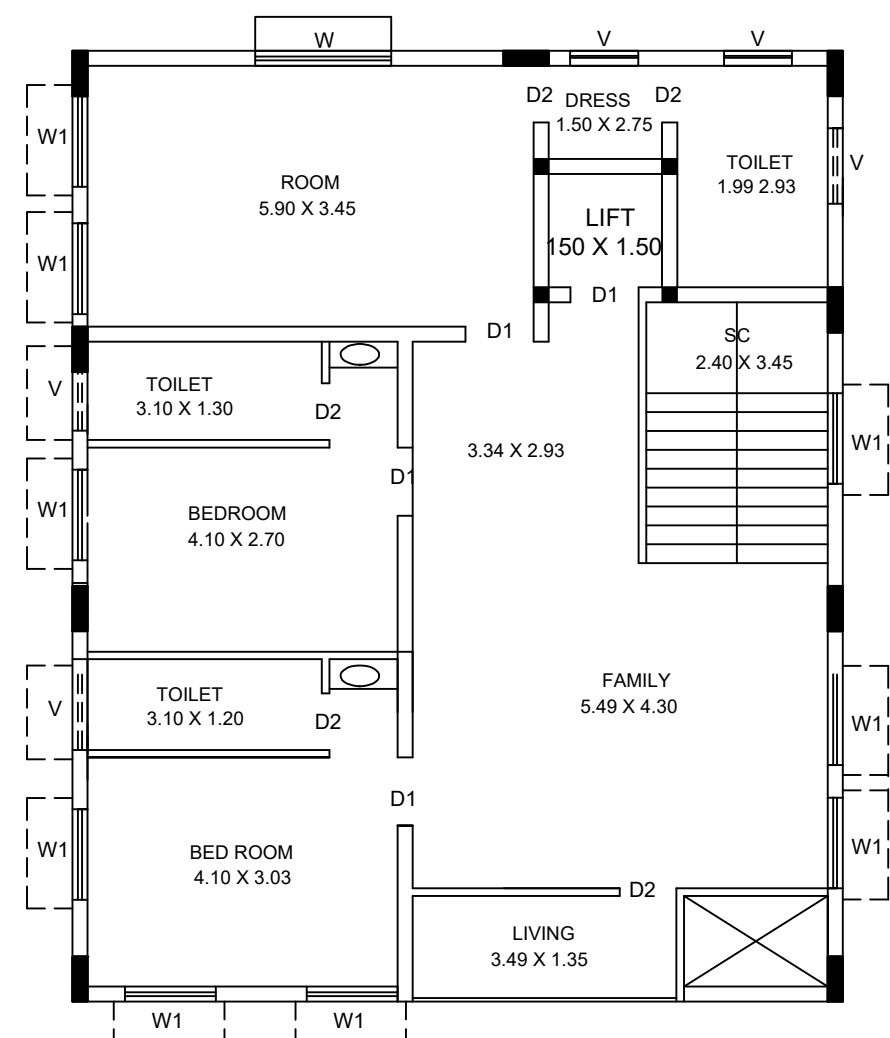 W
V
V
D2
DRESS
D2
1.50 X 2.75
W1
TOILET
1.99 2.93
V
ROOM
5.90 X 3.45
LIFT
150 X 1.50
W1
D1
D1
SC
2.40 X 3.45
V
TOILET
3.10 X 1.30
D2
W1
3.34 X 2.93
D1
W1
BEDROOM
4.10 X 2.70
FAMILY
5.49 X 4.30
V
TOILET
3.10 X 1.20
D2
W1
D1
W1
BED ROOM
4.10 X 3.03
W1
D2
LIVING
3.49 X 1.35
W1
W1